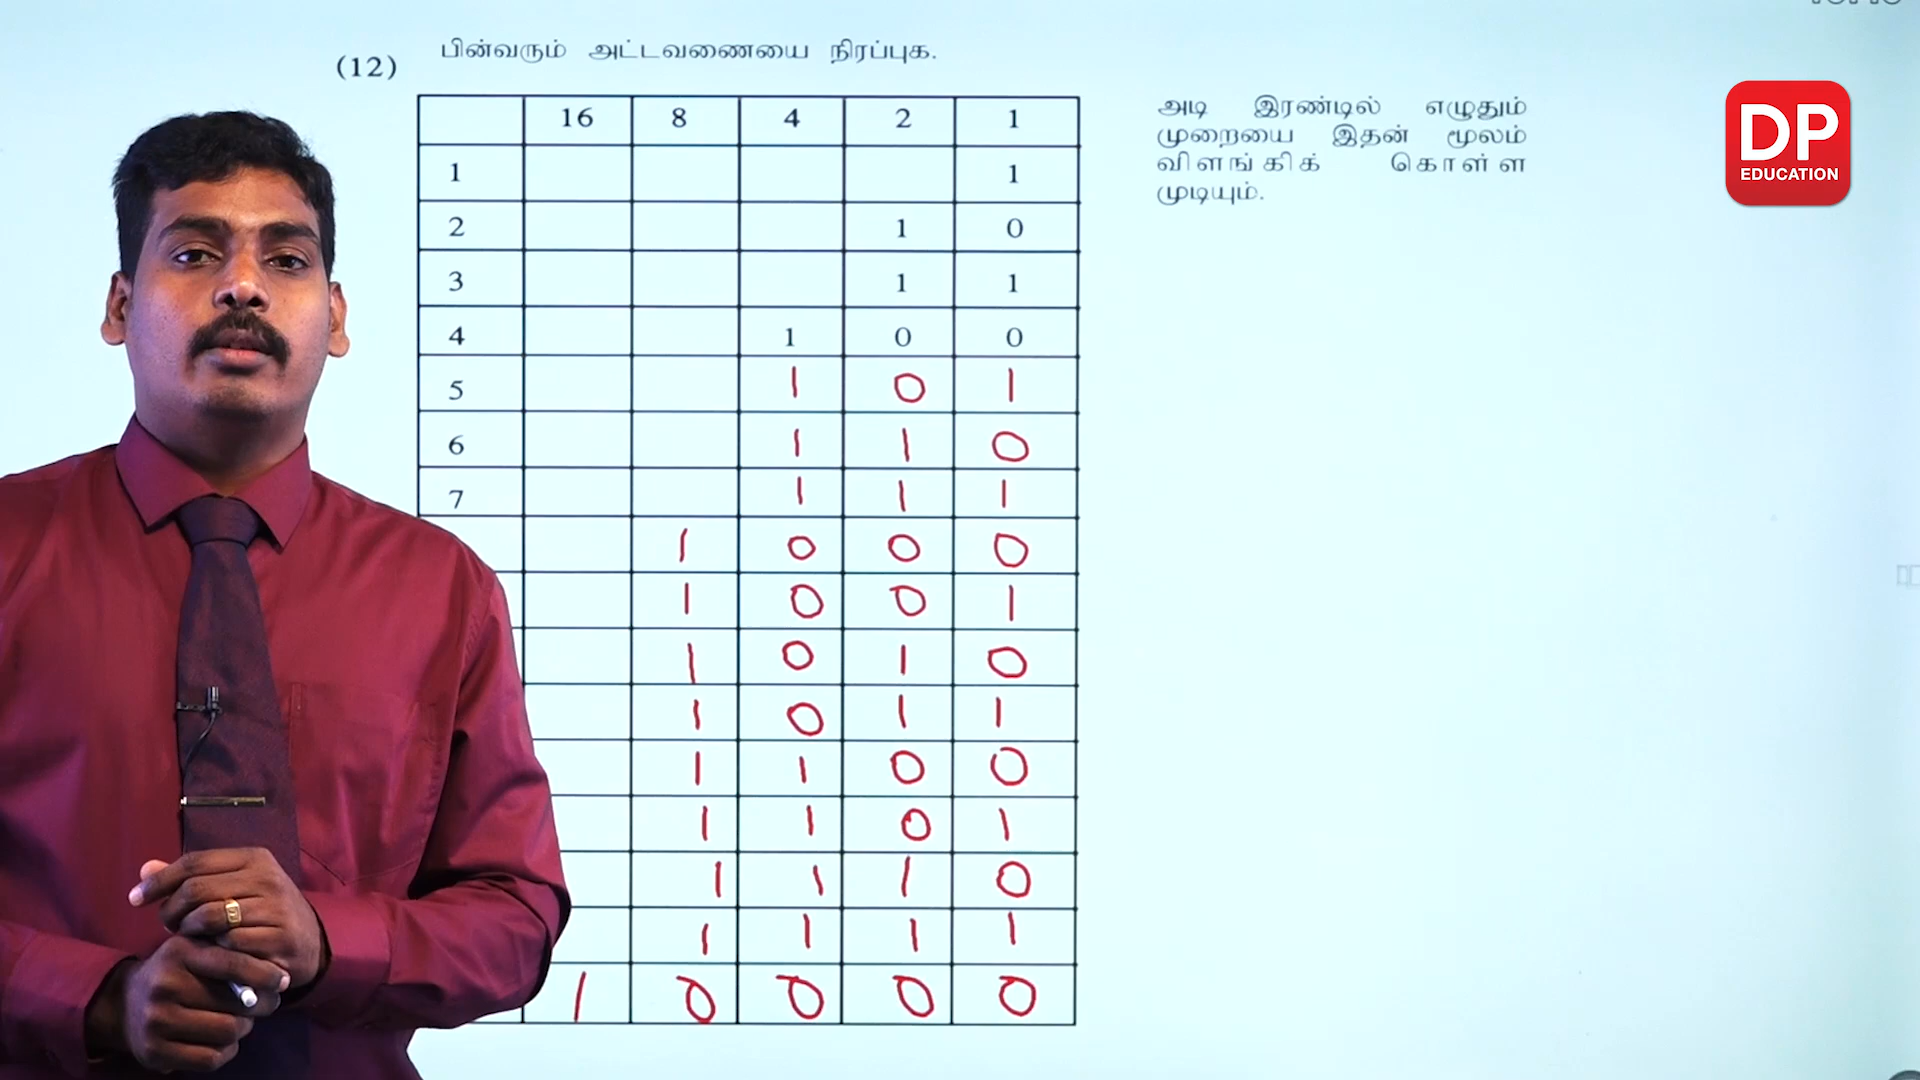 (12) பின்வரும் அட்டவணையை நிரப்புக.
16 8 4 2 1
1 1
2 1 0
3 1 1
4 1 0 0
5 1 0 1
6 1 1 0
7 1 1 1
1 0 0 0
1 0 0 1
1 0 1 0
1 0 1 1
1 1 0 0
1 1 0 1
1 1 1 0
1 1 1 1
1 0 0 0 0
அடி இரண்டில் எழுதும்
முறையை இதன் மூலம்
விளங்கிக் கொள்ள
முடியும்.
DP
EDUCATION